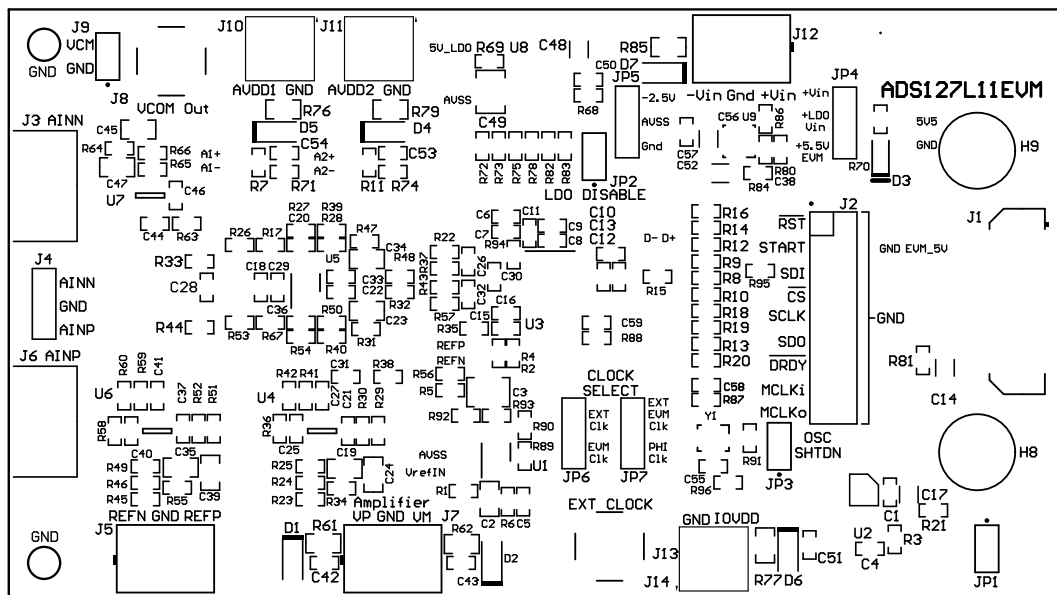 J9
VCM
GND
GND
J8
VCOM Out
J10
AVDD1 GND
J11
AVDD2 GND
R76
D5
C54
A2+
A2-
R7
R71
R79
D4
C53
R11
R74
5V_LDO
R69
U8
AVSS
C49
C48
C50
R68
R85
D7
JP5
-2.5V
AVSS
Gnd
J12
-Vin Gnd +Vin
JP4
+Vin
+LDO
Vin
+5.5V
EVM
ADS127L11EVM
5V5
GND
H9
R70
D3
C56
U9
R86
C57
C52
R80
R84
C38
J3 AINN
C45
R64
R66
R65
A1+
A1-
C47
U7
C46
C44
R63
R72
R73
R75
R78
R82
R83
JP2
LDO DISABLE
J4
AINN
GND
AINP
R33
C28
R44
R26
R17
R27
C20
R39
R28
R47
C34
R48
C18
C29
U5
C33
C22
R32
C36
C23
R53
R67
R54
R50
R40
R31
R22
R37
R43
R57
C26
C32
C6
C7
R94
C11
C9
C8
C30
C10
C13
C12
C16
C15
R35
U3
REFP
REFN
R4
R2
C59
R88
D- D+
R15
R16
R14
R12
R9
R8
R10
R18
R19
R13
R20
C58
R87
R95
J2
RST
START
SDI
CS
SCLK
SDO
DRDY
MCLKi
MCLKo
GND EVM_5V
GND
J1
R81
C14
H8
J6 AINP
R60
R59
C41
U6
C37
R52
R51
R58
C40
C35
R49
R46
R45
R55
C39
R42
R41
U4
C31
R38
C27
C21
R30
R29
R36
C25
C19
R25
R24
R23
R34
C24
R56
R5
C3
R92
R93
R90
R89
U1
AVSS
VrefIN
R1
C2
R6
C5
CLOCK
SELECT
EXT
Clk
EVM
Clk
JP6
EXT
EVM
Clk
PHI
Clk
JP7
Y1
R91
C55
R96
OSC
SHTDN
JP3
C17
C1
R21
U2
R3
C4
JP1
GND
J5
REFN GND REFP
D1
R61
C42
Amplifier
VP GND VM
J7
R62
C43
D2
EXT CLOCK
J13
J14
GND IOVDD
R77
D6
C51